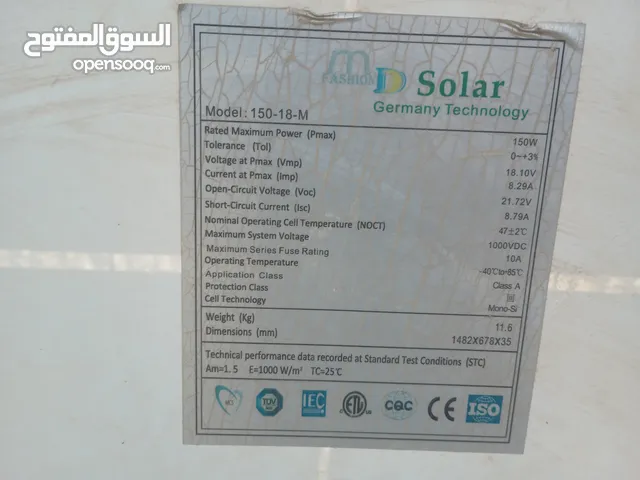 السوق المفتوح
opensooq.com
m
FASHION D Solar
Germany Technology
Model: 150-18-M
Rated Maximum Power (Pmax) 150W
Tolerance (Tol) 0~+3%
Voltage at Pmax (Vmp) 18.10V
Current at Pmax (Imp) 8.29A
Open-Circuit Voltage (Voc) 21.72V
Short-Circuit Current (Isc) 8.79A
Nominal Operating Cell Temperature (NOCT) 47±2℃
Maximum System Voltage 1000VDC
Maximum Series Fuse Rating 10A
Operating Temperature -40℃to+85℃
Application Class Class A
Protection Class
Cell Technology Mono-Si
Weight (Kg) 11.6
Dimensions (mm) 1482X678X35
Technical performance data recorded at Standard Test Conditions (STC)
Am=1.5 E=1000 W/m² TC=25℃
TUV IEC ETL CQC CE ISO